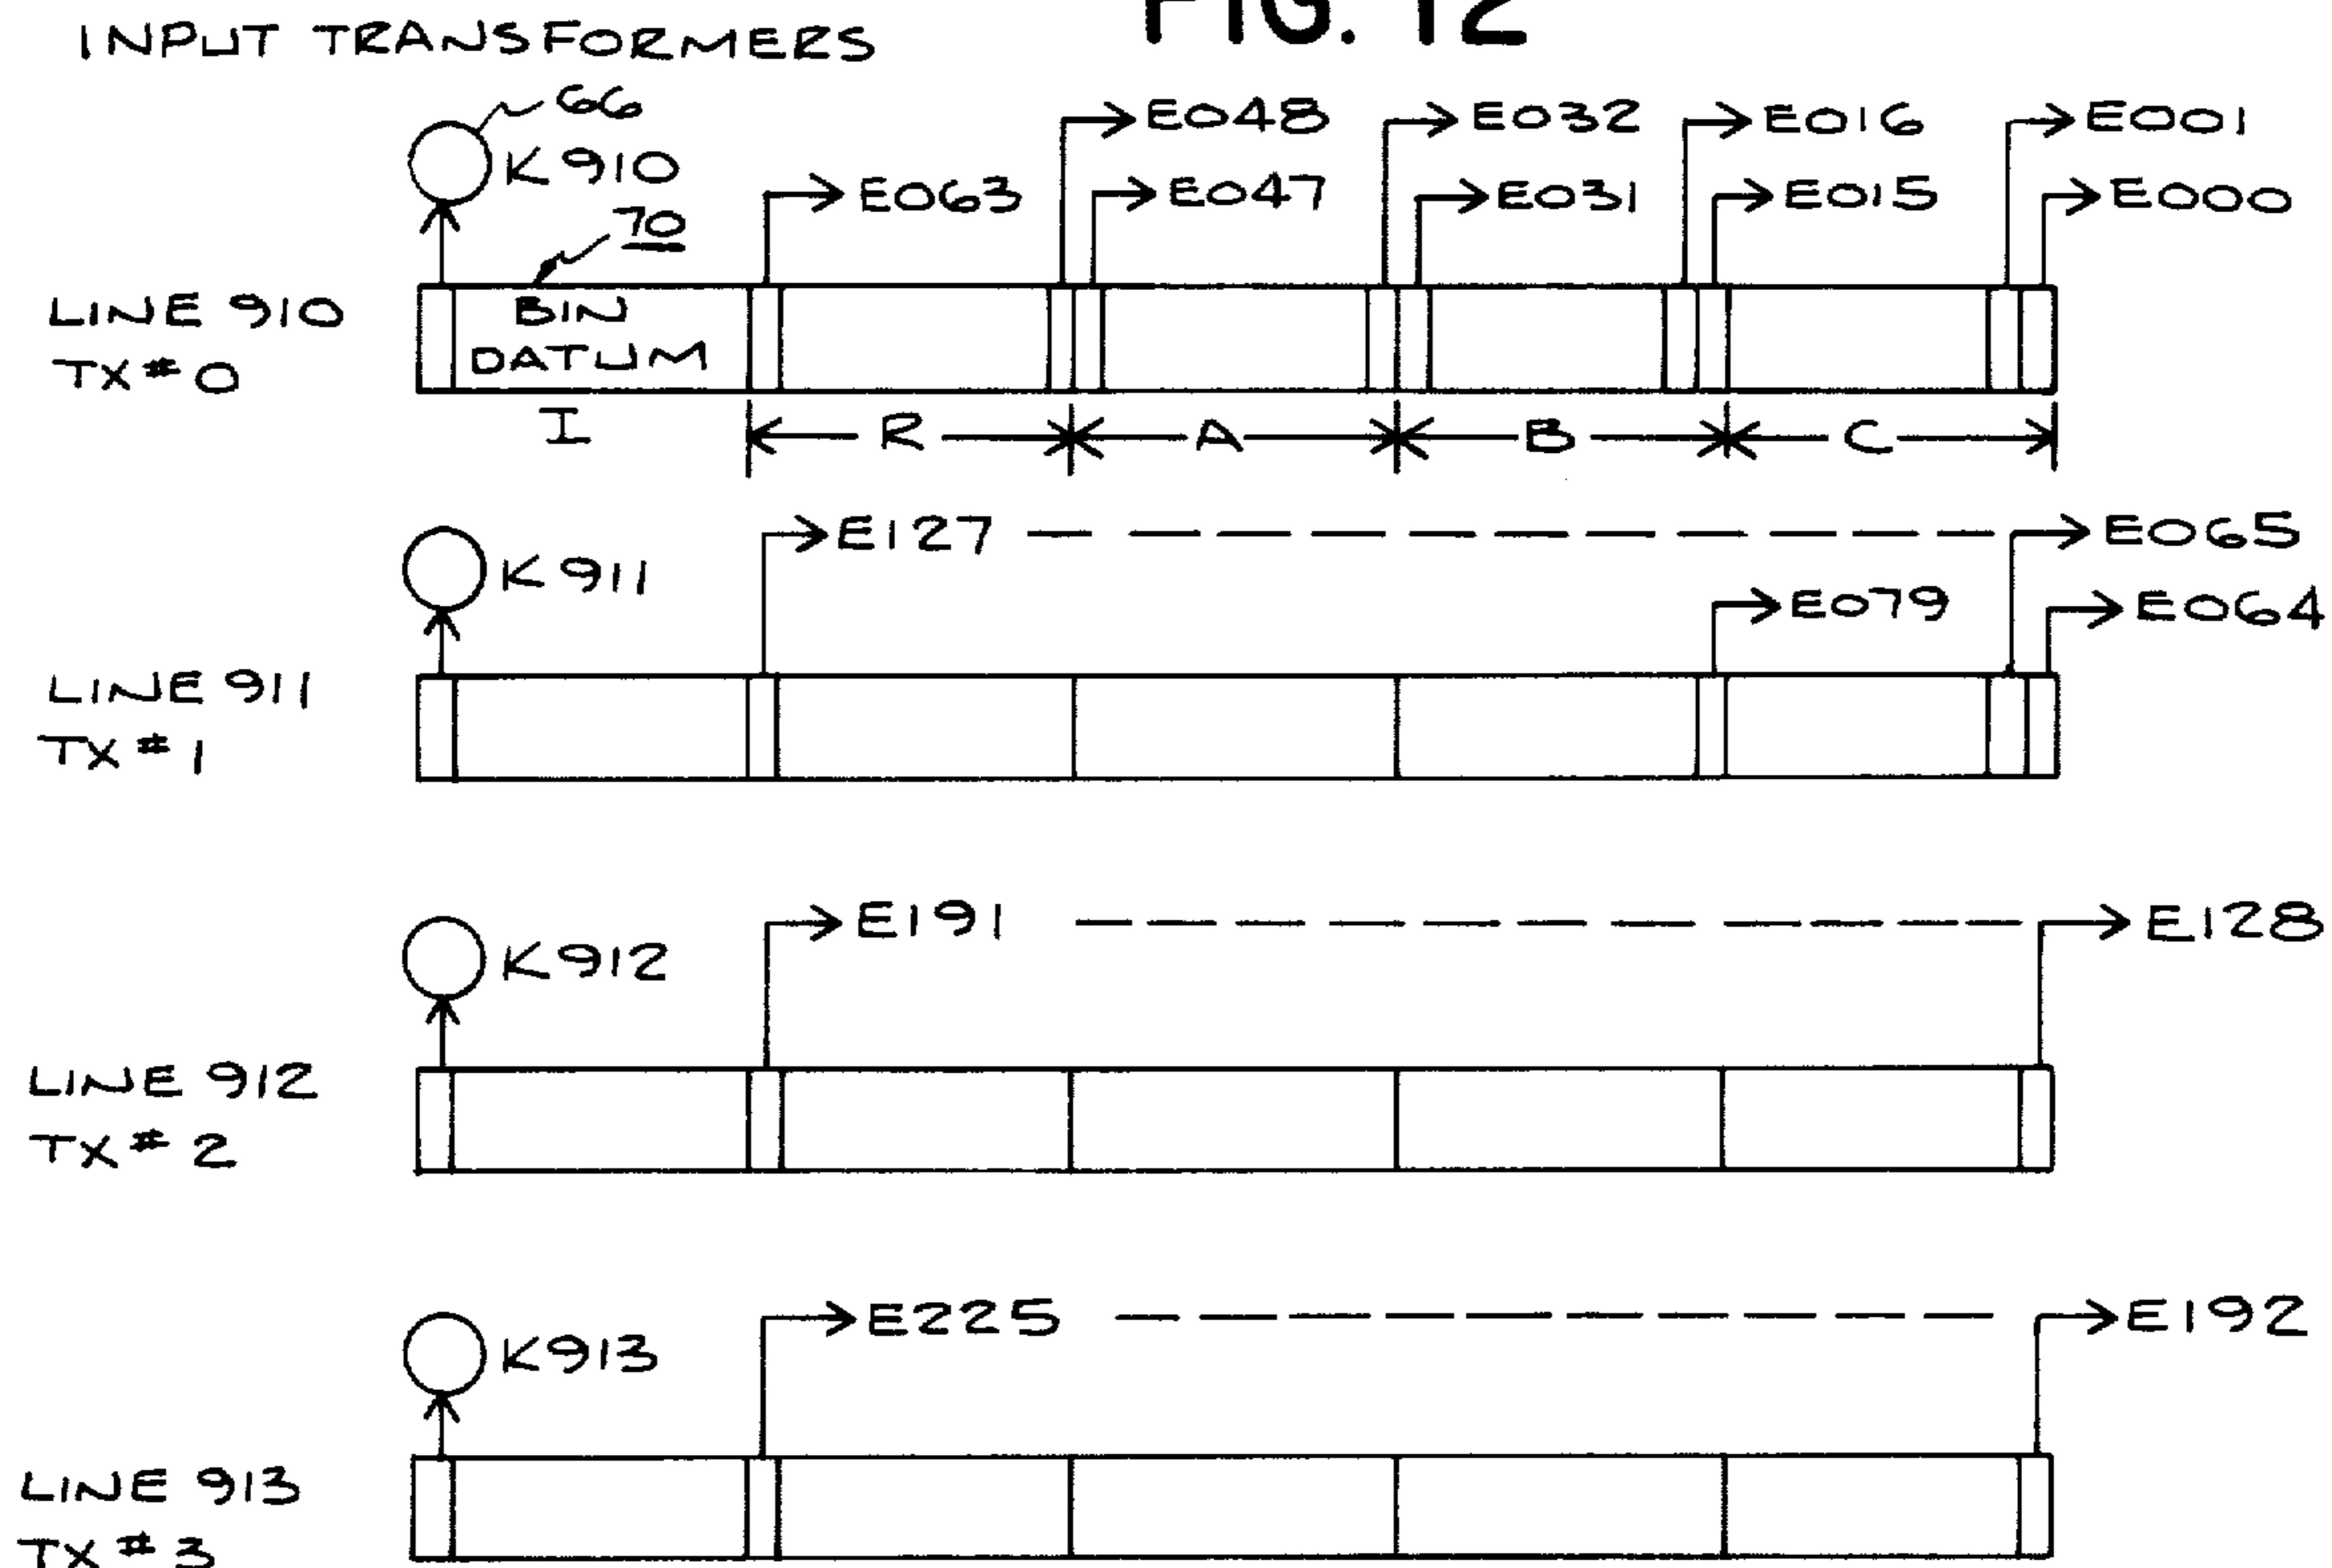 FIG. 12
INPUT TRANSFORMERS
66
K910
70
E048
E032
E016
E001
E063
E047
E031
E015
E000
LINE 910
TX # 0
BIN
DATUM
I
R
A
B
C
K911
E127
E065
E079
E064
LINE 911
TX # 1
K912
E191
E128
LINE 912
TX # 2
K913
E225
E192
LINE 913
TX # 3